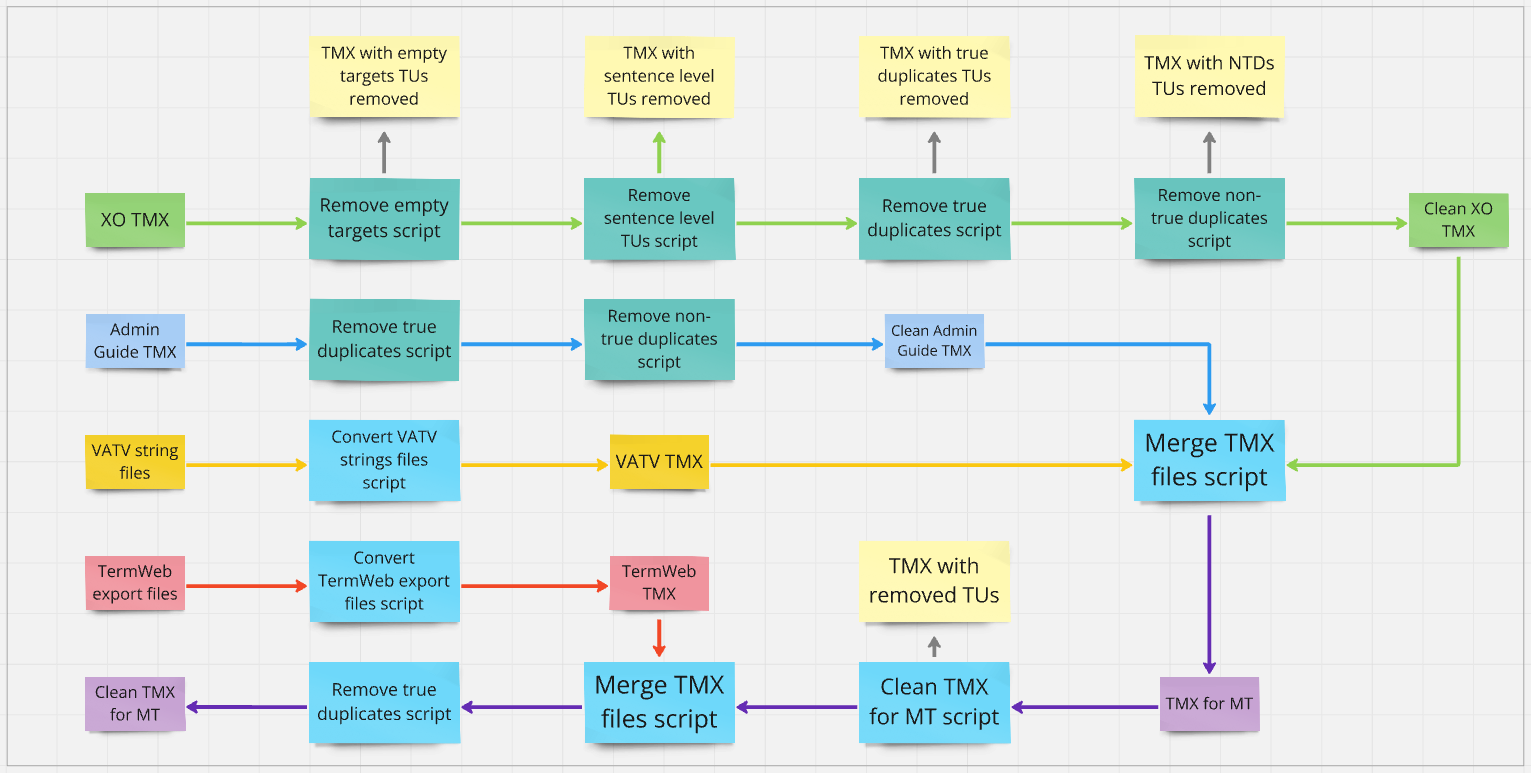 TMX with empty
targets TUs
removed
TMX with
sentence level
TUs removed
TMX with true
duplicates TUs
removed
TMX with NTDs
TUs removed
XO TMX
Remove empty
targets script
Remove
sentence level
TUs script
Remove true
duplicates script
Remove non-
true duplicates
script
Clean XO
TMX
Admin
Guide TMX
Remove true
duplicates script
Remove non-
true duplicates
script
Clean Admin
Guide TMX
VATV string
files
Convert VATV
strings files
script
VATV TMX
Merge TMX
files script
TermWeb
export files
Convert
TermWeb export
files script
TermWeb
TMX
TMX with
removed TUs
Clean TMX
for MT
Remove true
duplicates script
Merge TMX
files script
Clean TMX
for MT script
TMX for MT